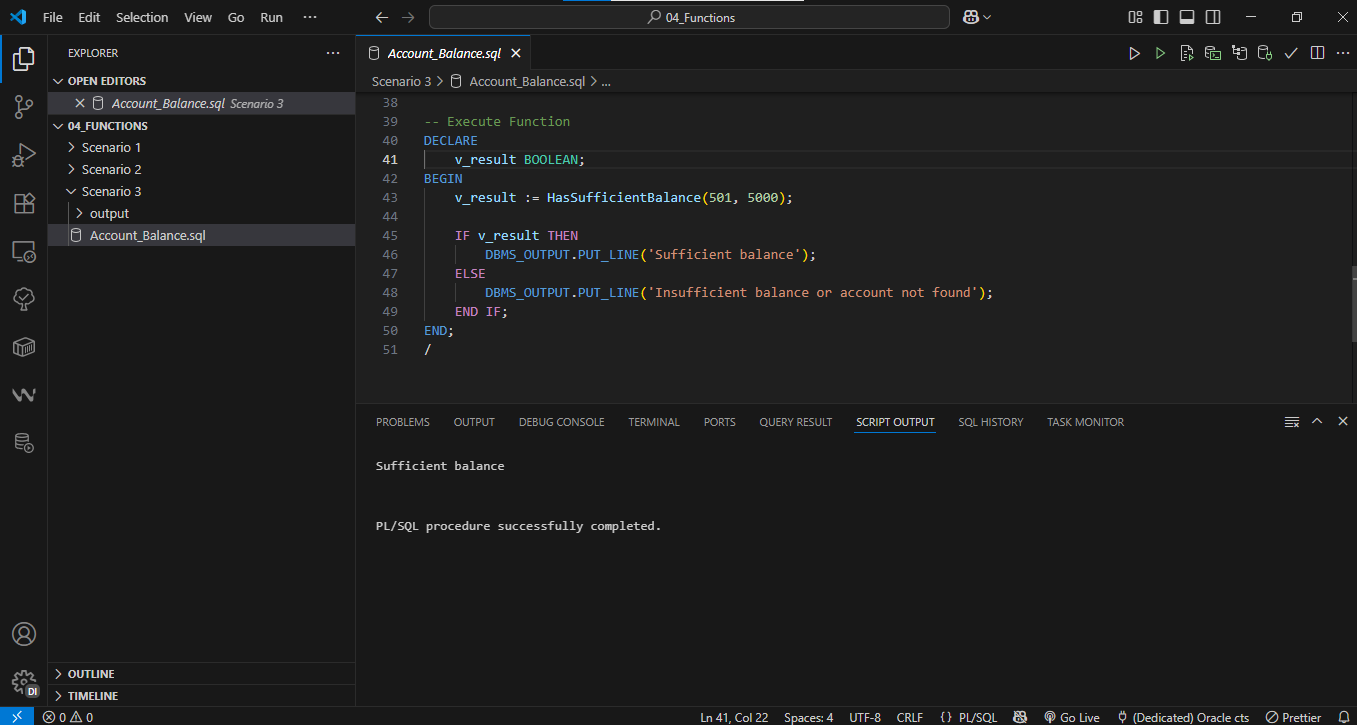 File Edit Selection View Go Run ··· 04_Functions
EXPLORER ···
OPEN EDITORS
Account_Balance.sql Scenario 3
04_FUNCTIONS
Scenario 1
Scenario 2
Scenario 3
output
Account_Balance.sql
OUTLINE
TIMELINE
Account_Balance.sql
Scenario 3 > Account_Balance.sql > ...
38
39 -- Execute Function
40 DECLARE
41 v_result BOOLEAN;
42 BEGIN
43 v_result := HasSufficientBalance(501, 5000);
44
45 IF v_result THEN
46 DBMS_OUTPUT.PUT_LINE('Sufficient balance');
47 ELSE
48 DBMS_OUTPUT.PUT_LINE('Insufficient balance or account not found');
49 END IF;
50 END;
51 /
PROBLEMS OUTPUT DEBUG CONSOLE TERMINAL PORTS QUERY RESULT SCRIPT OUTPUT SQL HISTORY TASK MONITOR
Sufficient balance
PL/SQL procedure successfully completed.
DI
0 0 Ln 41, Col 22 Spaces: 4 UTF-8 CRLF {} PL/SQL Go Live (Dedicated) Oracle cts Prettier